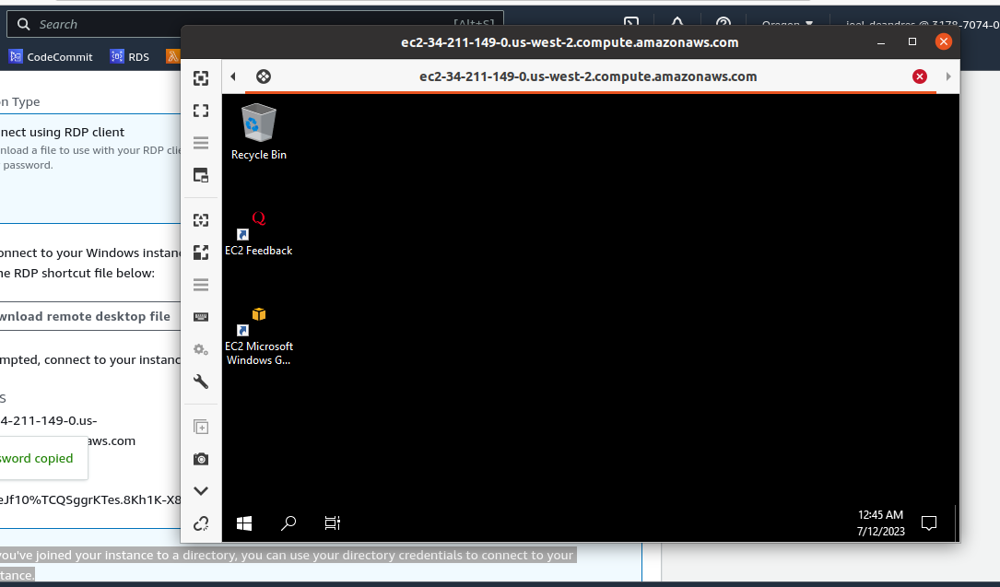 Search
[Alt+S]
Oregon
joel-deandres @ 3178-7074-0
CodeCommit
RDS
ec2-34-211-149-0.us-west-2.compute.amazonaws.com
ec2-34-211-149-0.us-west-2.compute.amazonaws.com
n Type
nect using RDP client
nload a file to use with your RDP clie
password.
onnect to your Windows instanc
he RDP shortcut file below:
wnload remote desktop file
mpted, connect to your instanc
S
4-211-149-0.us-
aws.com
sword copied
eJf10%TCQSggrKTes.8Kh1K-X8
you've joined your instance to a directory, you can use your directory credentials to connect to your
tance.
Recycle Bin
EC2 Feedback
EC2 Microsoft
Windows G...
12:45 AM
7/12/2023